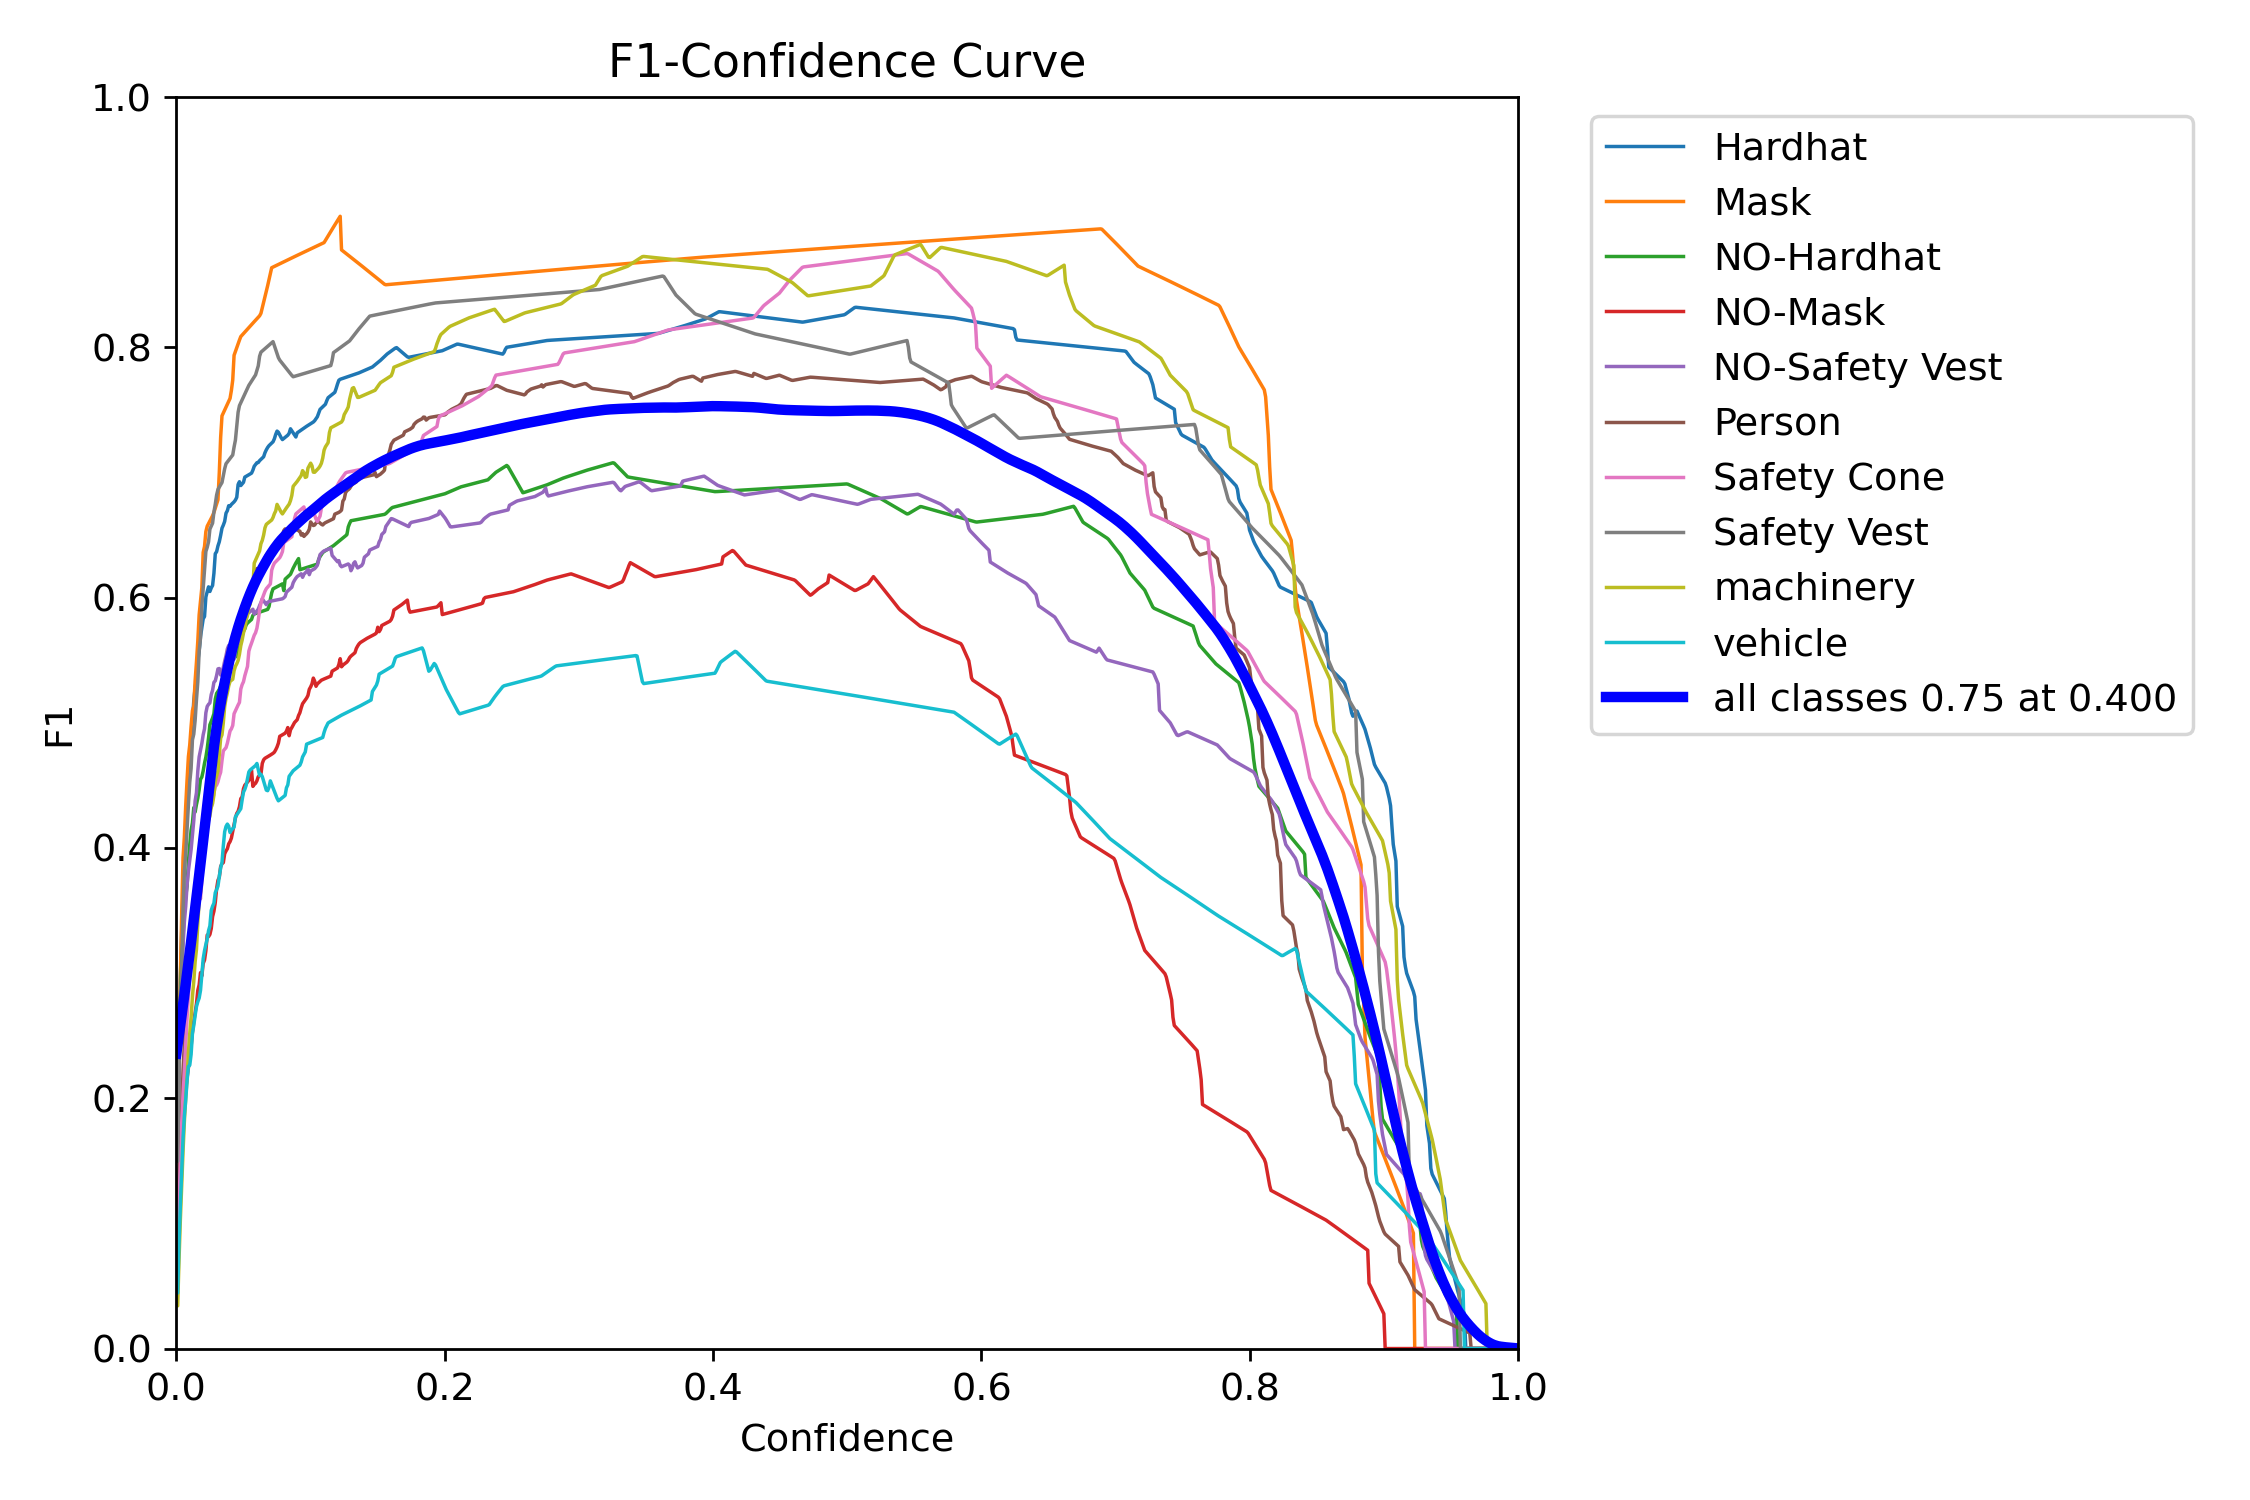 F1-Confidence Curve
1.0
0.8
0.6
0.4
0.2
0.0
F1
0.0 0.2 0.4 0.6 0.8 1.0
Confidence
Hardhat
Mask
NO-Hardhat
NO-Mask
NO-Safety Vest
Person
Safety Cone
Safety Vest
machinery
vehicle
all classes 0.75 at 0.400